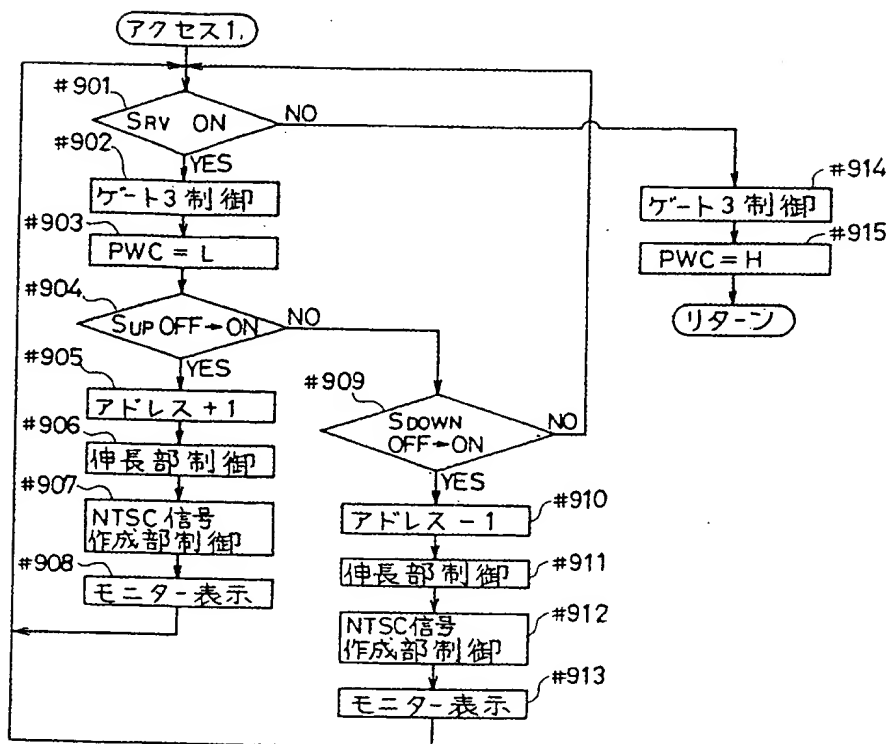 アクセス1.
#901
SRV ON
NO
YES
#902
ゲート3制御
#903
PWC = L
#904
SUP OFF→ON
NO
YES
#905
アドレス+1
#906
伸長部制御
#907
NTSC信号
作成部制御
#908
モニター表示
#909
SDOWN
OFF→ON
NO
YES
#910
アドレス-1
#911
伸長部制御
#912
NTSC信号
作成部制御
#913
モニター表示
#914
ゲート3制御
#915
PWC = H
リターン